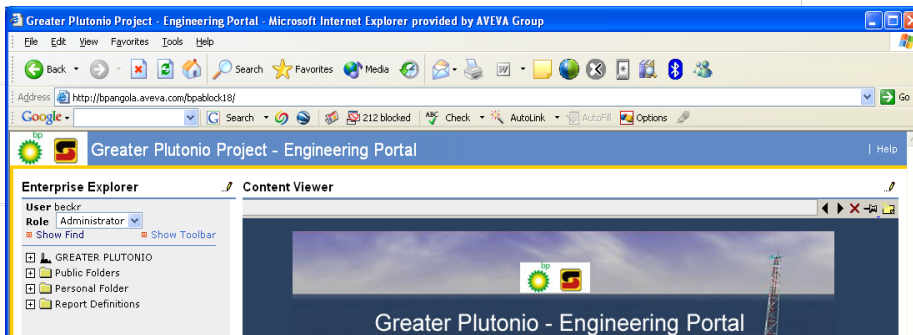 Greater Plutonio Project - Engineering Portal - Microsoft Internet Explorer provided by AVEVA Group
File Edit View Favorites Tools Help
Back Search Favorites Media
Address http://bpangola.aveva.com/bpablock18/ Go
Google Search 212 blocked Check AutoLink AutoFill Options
bp
Greater Plutonio Project - Engineering Portal | Help
Enterprise Explorer
User beckr
Role Administrator
Show Find Show Toolbar
GREATER PLUTONIO
Public Folders
Personal Folder
Report Definitions
Content Viewer
bp
Greater Plutonio - Engineering Portal